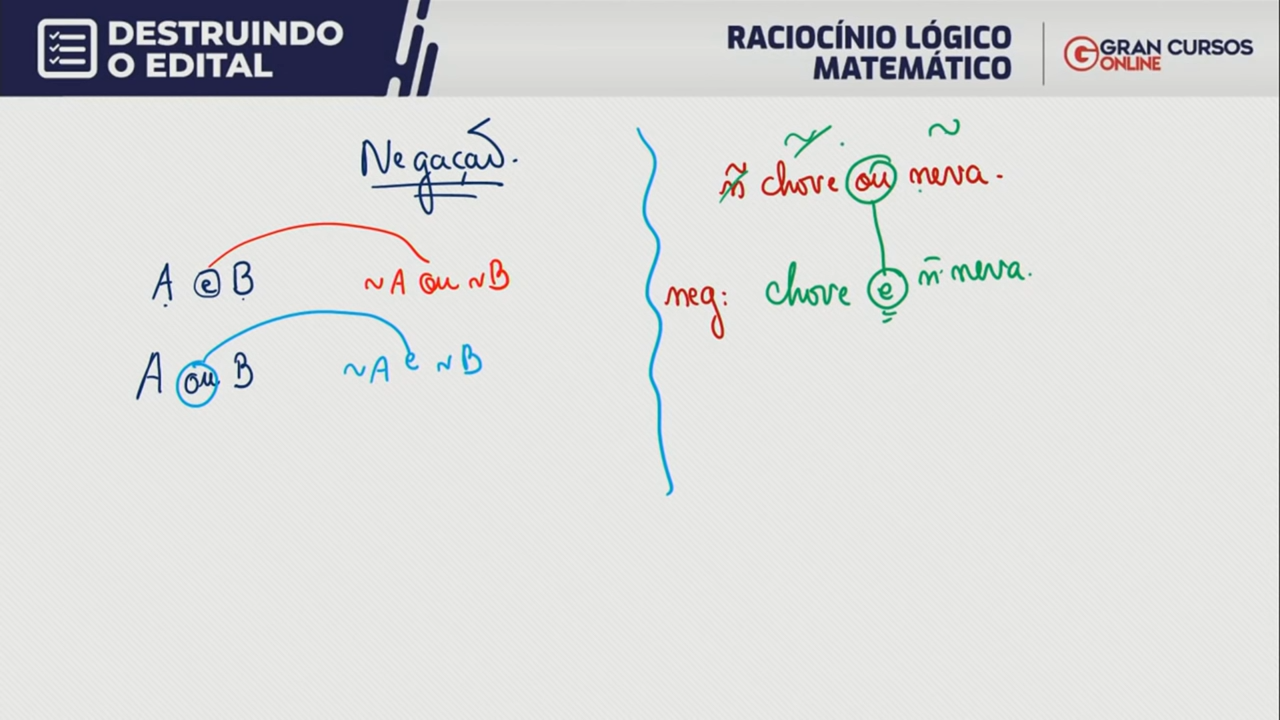 DESTRUINDO
O EDITAL
RACIOCÍNIO LÓGICO
MATEMÁTICO
GRAN CURSOS
ONLINE
Negação.
A e B ~A ou ~B
A ou B ~A e ~B
~ ~
ñ chove ou neva.
neg: chove e ñ neva.